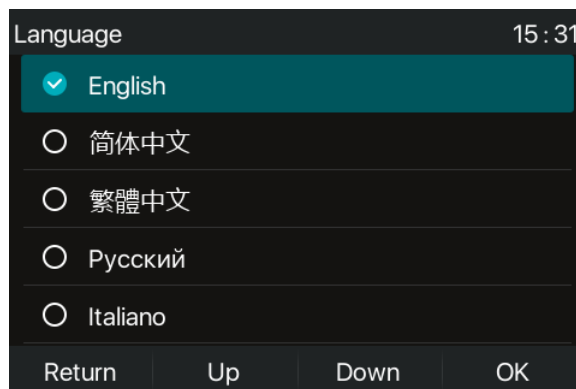 Language 15:31
English
简体中文
繁體中文
Русский
Italiano
Return Up Down OK